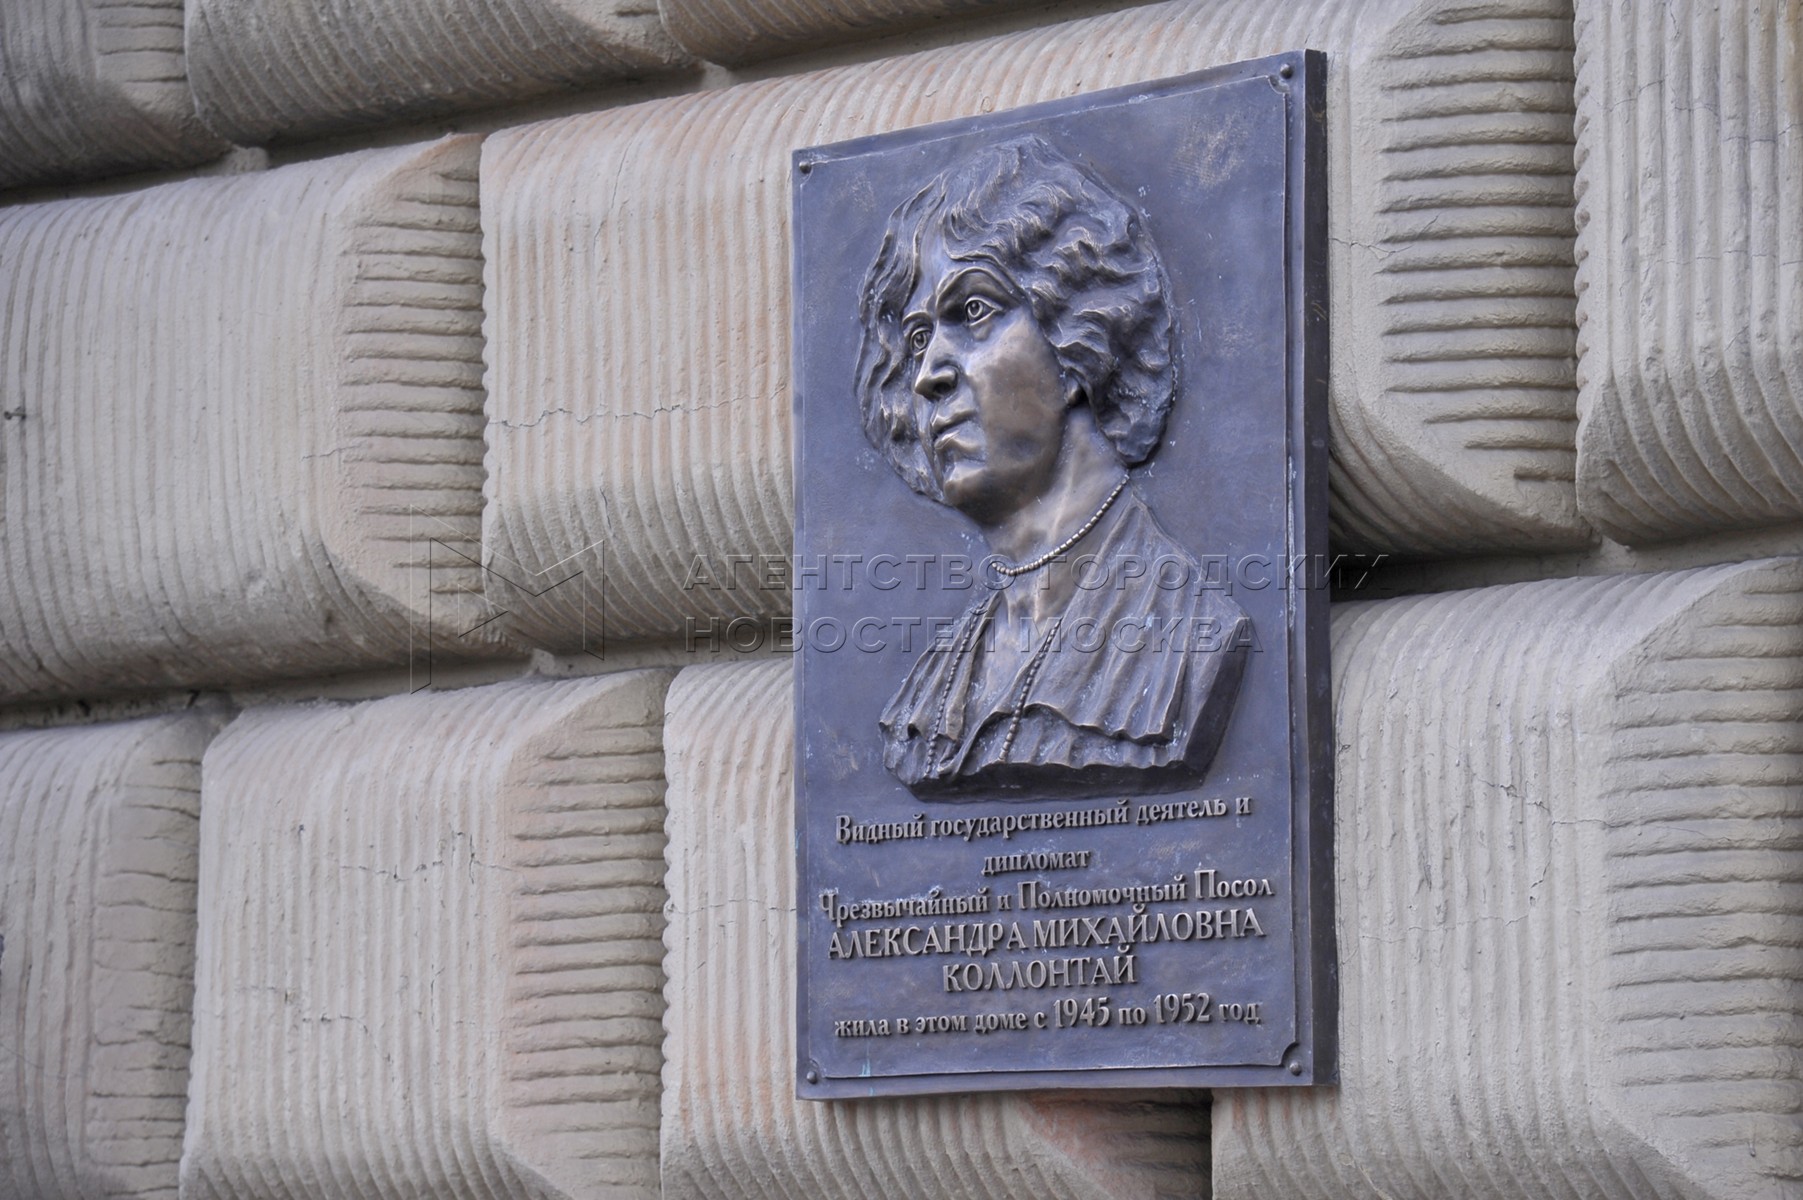 Видный государственный деятель и
дипломат
Чрезвычайный и Полномочный Посол
АЛЕКСАНДРА МИХАЙЛОВНА
КОЛЛОНТАЙ
жила в этом доме с 1945 по 1952 год
АГЕНТСТВО ГОРОДСКИХ
НОВОСТЕЙ МОСКВА